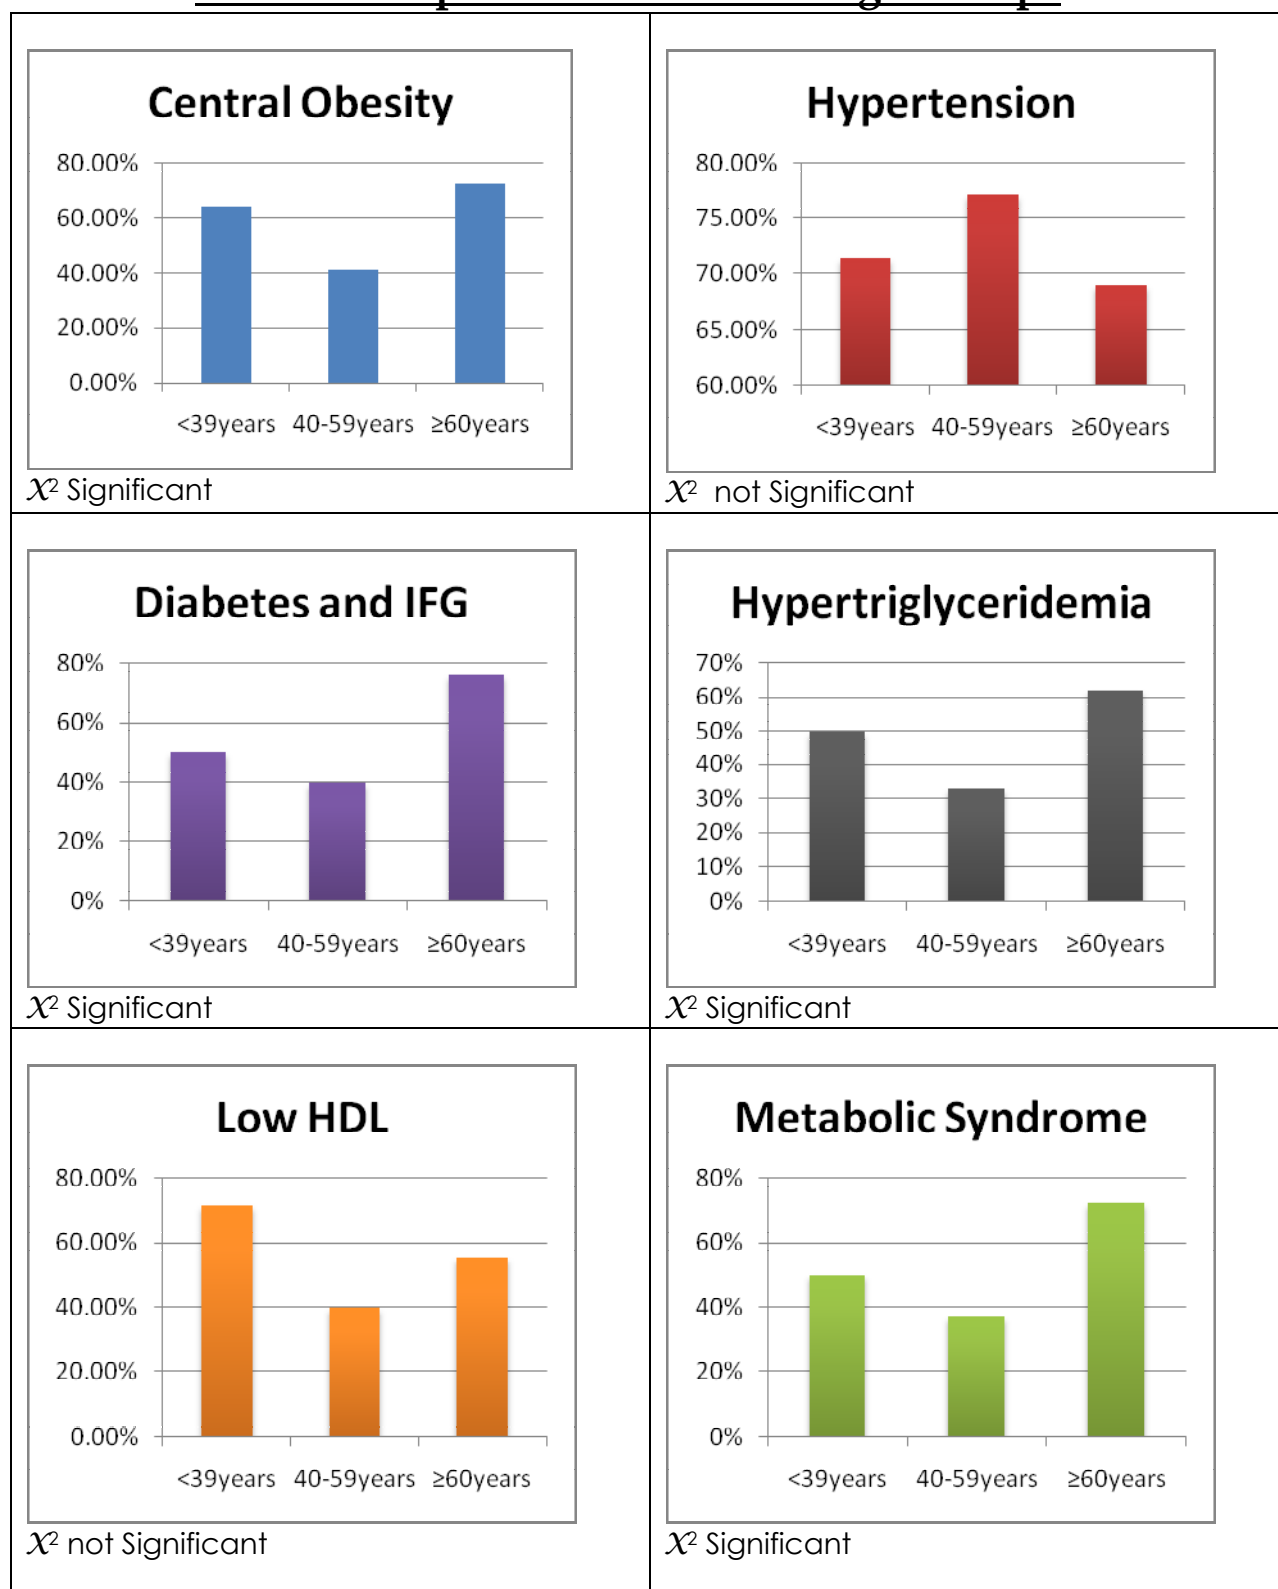 Central Obesity
80.00%
60.00%
40.00%
20.00%
0.00%
<39years 40-59years ≥60years
X² Significant
Hypertension
80.00%
75.00%
70.00%
65.00%
60.00%
<39years 40-59years ≥60years
X² not Significant
Diabetes and IFG
80%
60%
40%
20%
0%
<39years 40-59years ≥60years
X² Significant
Hypertriglyceridemia
70%
60%
50%
40%
30%
20%
10%
0%
<39years 40-59years ≥60years
X² Significant
Low HDL
80.00%
60.00%
40.00%
20.00%
0.00%
<39years 40-59years ≥60years
X² not Significant
Metabolic Syndrome
80%
60%
40%
20%
0%
<39years 40-59years ≥60years
X² Significant